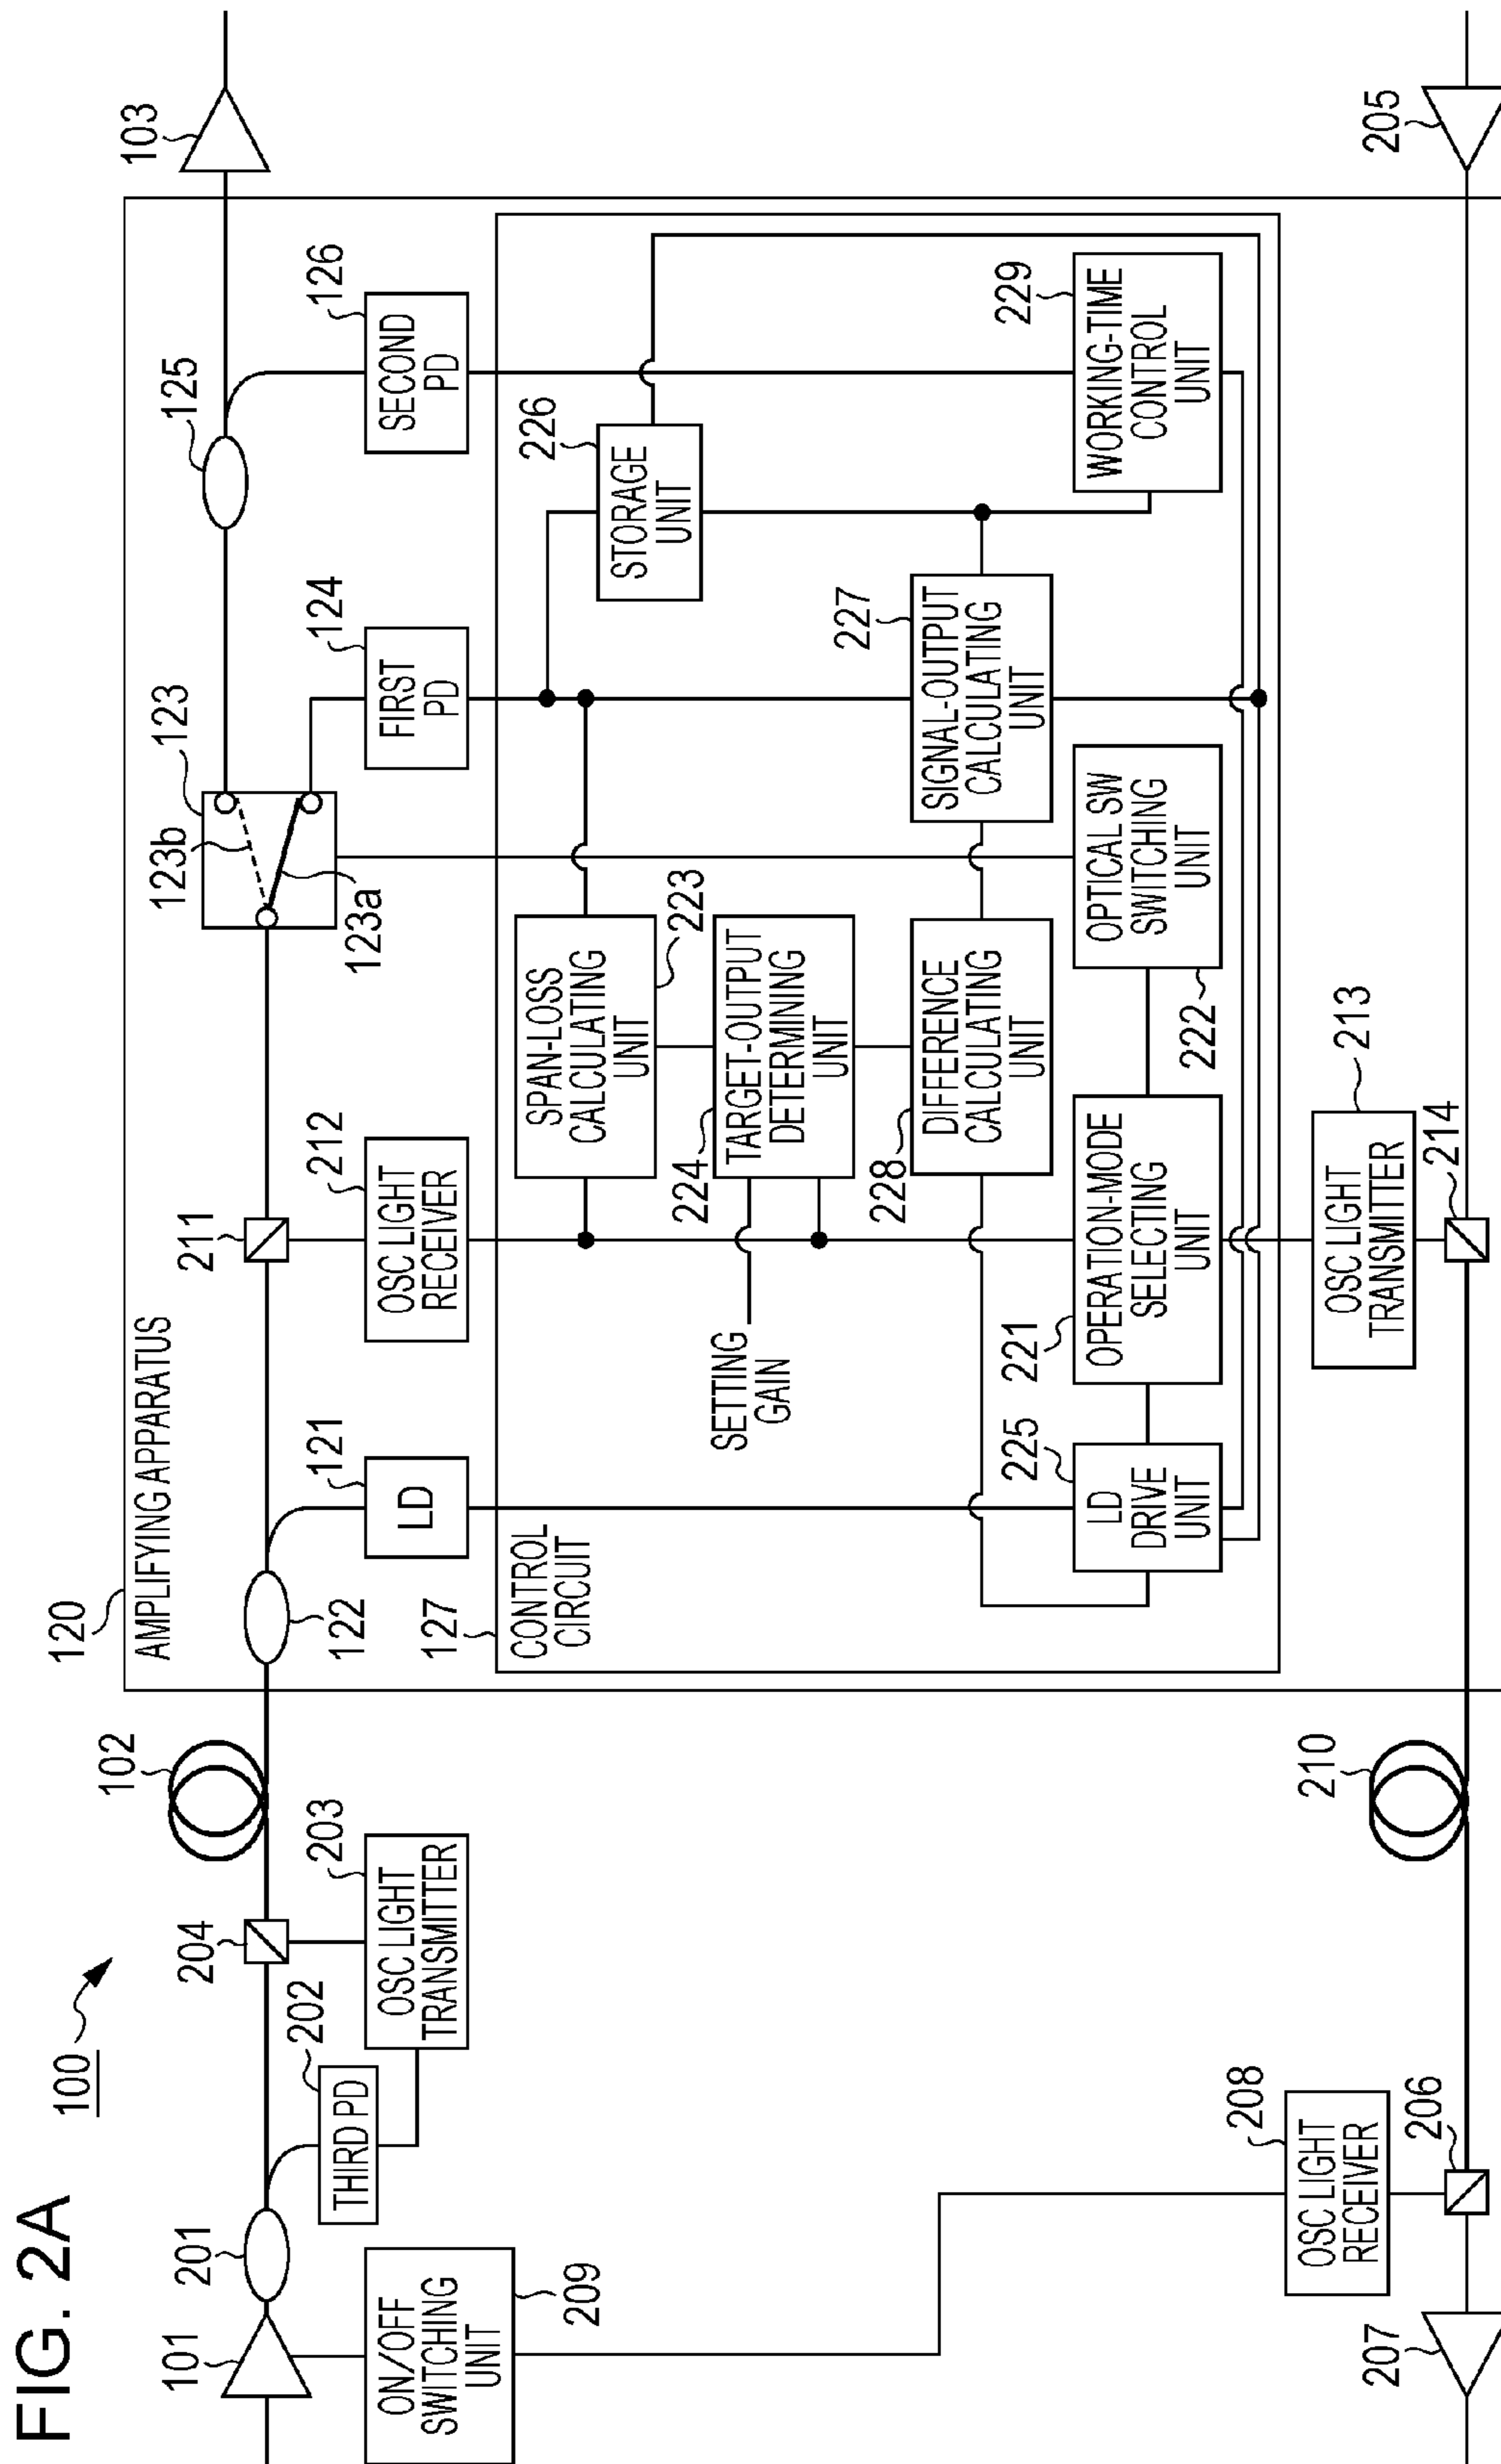 FIG. 2A
100
101
201
ON/OFF
SWITCHING
UNIT
209
THIRD PD
202
204
OSC LIGHT
TRANSMITTER
203
102
120
AMPLIFYING APPARATUS
122
LD
121
211
OSC LIGHT
RECEIVER
212
123
123b
123a
FIRST
PD
124
125
SECOND
PD
126
103
127
CONTROL
CIRCUIT
SETTING
GAIN
SPAN-LOSS
CALCULATING
UNIT
223
224
TARGET-OUTPUT
DETERMINING
UNIT
228
DIFFERENCE
CALCULATING
UNIT
STORAGE
UNIT
226
SIGNAL-OUTPUT
CALCULATING
UNIT
227
225
LD
DRIVE
UNIT
221
OPERATION-MODE
SELECTING
UNIT
222
OPTICAL SW
SWITCHING
UNIT
229
WORKING-TIME
CONTROL
UNIT
OSC LIGHT
TRANSMITTER
213
214
205
210
208
OSC LIGHT
RECEIVER
206
207